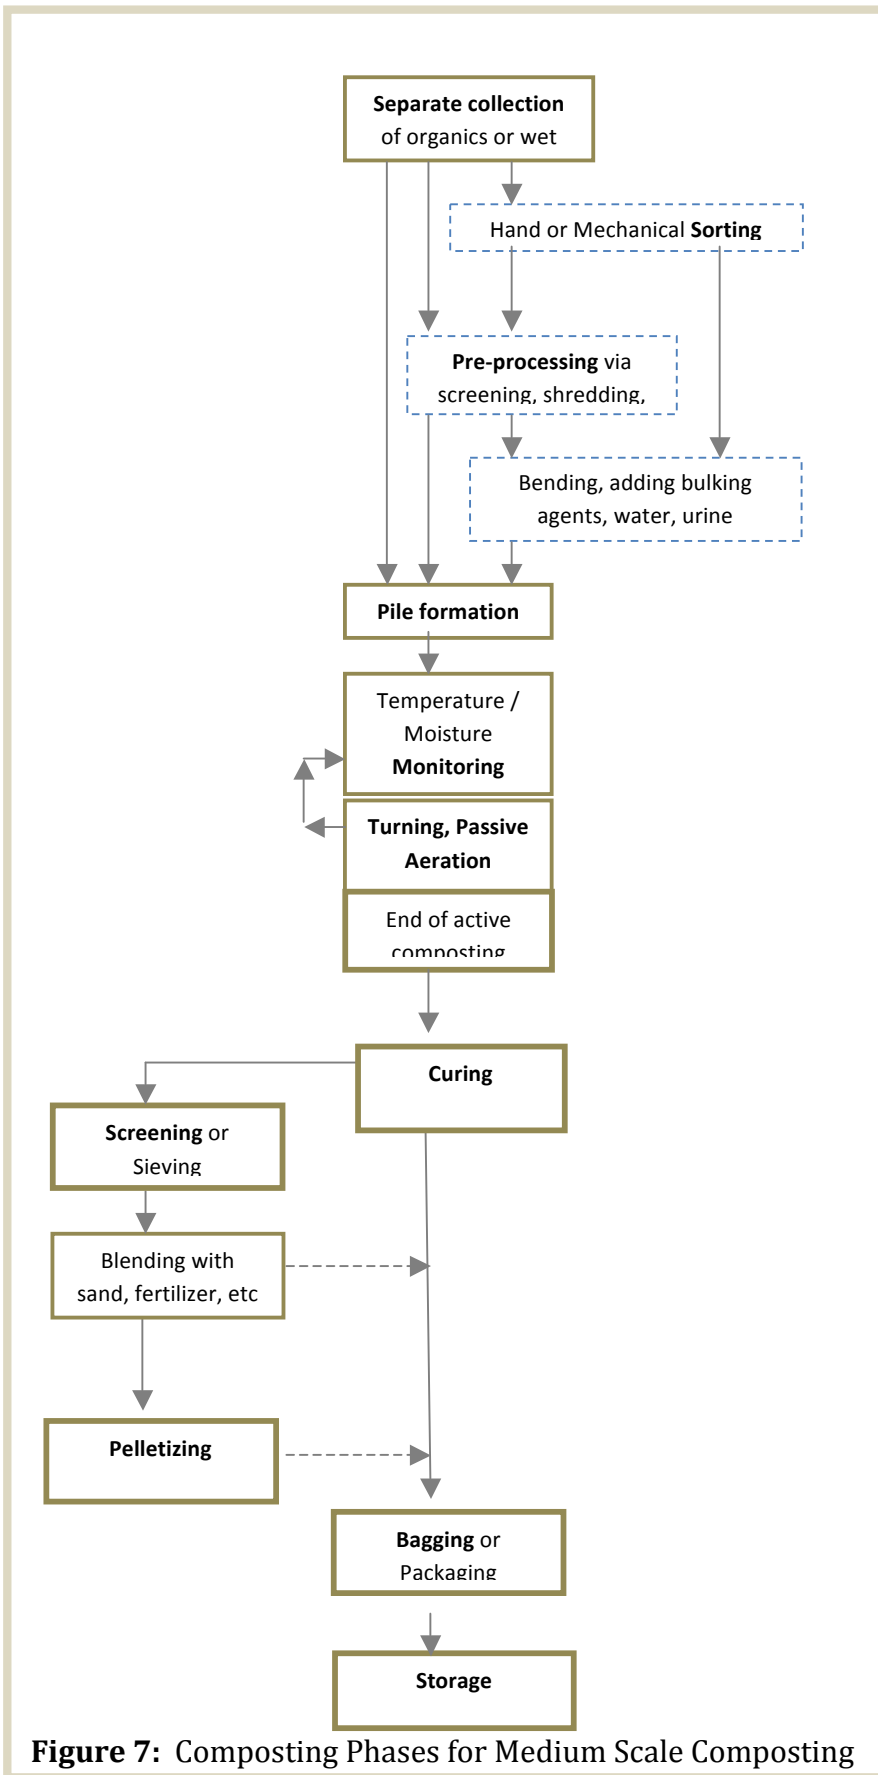 Separate collection
of organics or wet
Hand or Mechanical Sorting
Pre-processing via
screening, shredding,
Bending, adding bulking
agents, water, urine
Pile formation
Temperature /
Moisture
Monitoring
Turning, Passive
Aeration
End of active
composting
Curing
Screening or
Sieving
Blending with
sand, fertilizer, etc
Pelletizing
Bagging or
Packaging
Storage
Figure 7: Composting Phases for Medium Scale Composting